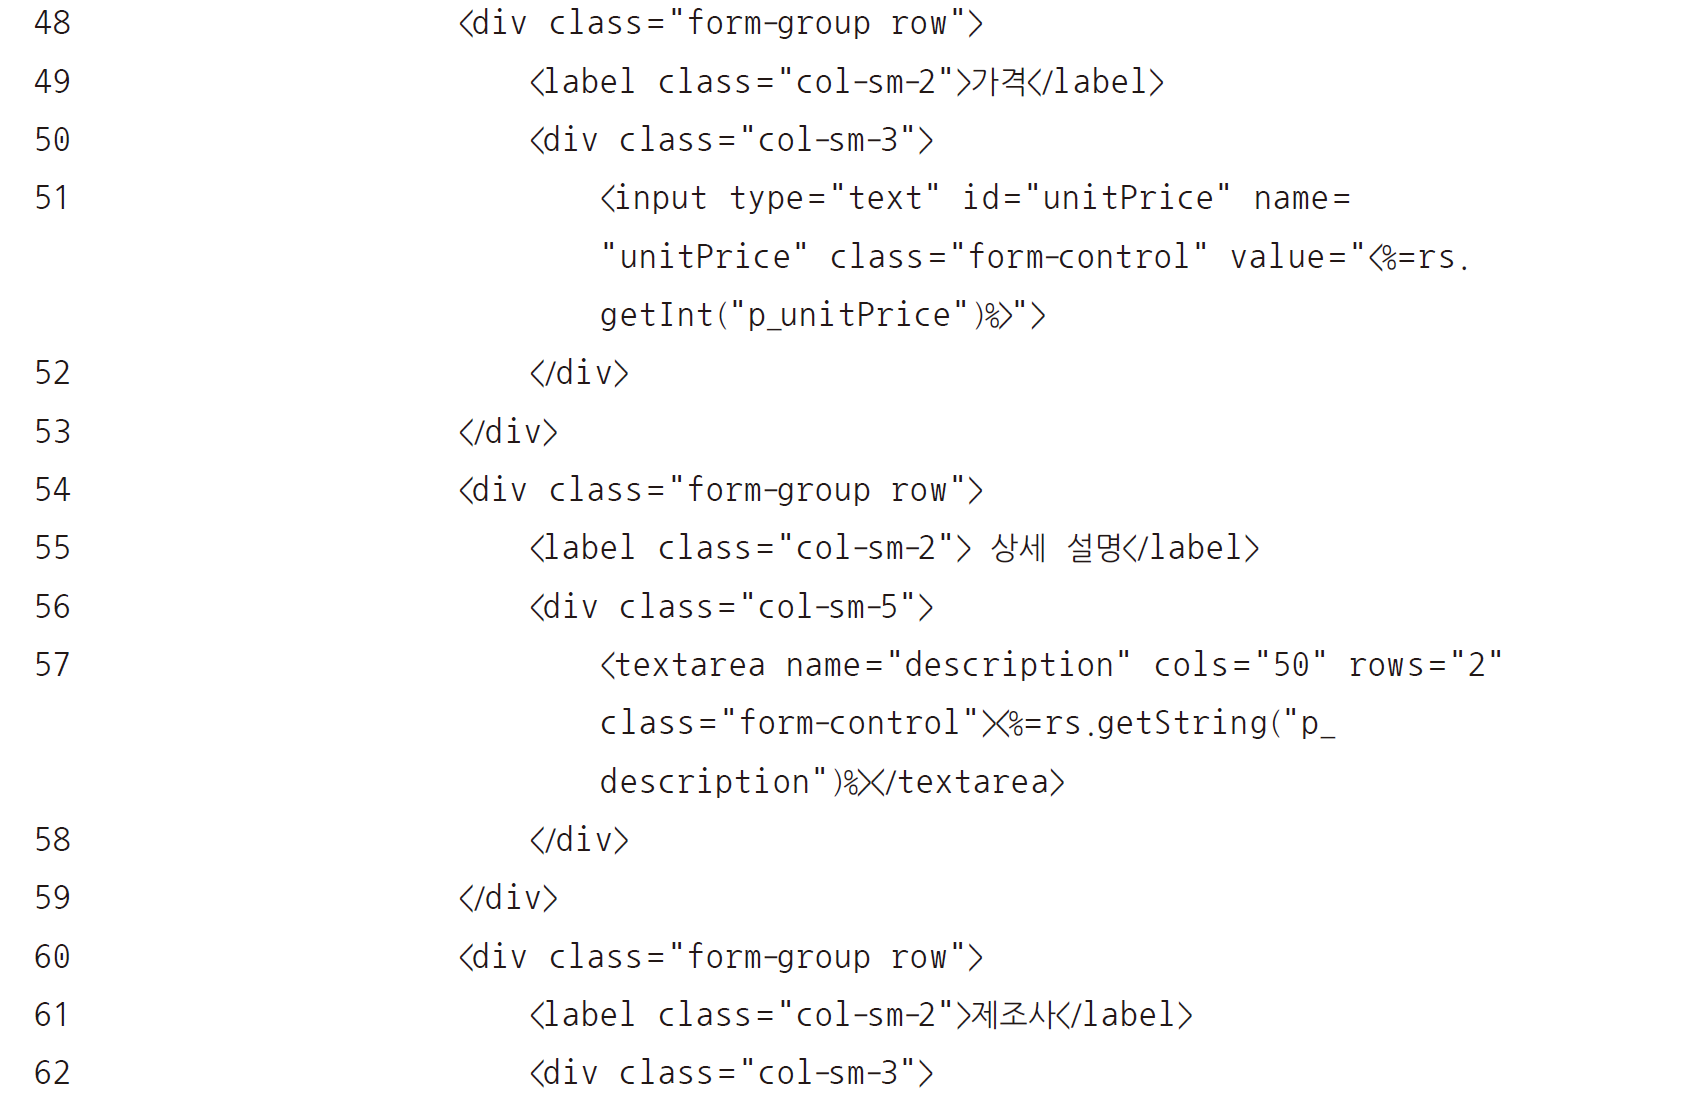 48 <div class="form-group row">
49 <label class="col-sm-2">가격</label>
50 <div class="col-sm-3">
51 <input type="text" id="unitPrice" name=
"unitPrice" class="form-control" value="<%=rs.
getInt("p_unitPrice")%>">
52 </div>
53 </div>
54 <div class="form-group row">
55 <label class="col-sm-2"> 상세 설명</label>
56 <div class="col-sm-5">
57 <textarea name="description" cols="50" rows="2"
class="form-control"><%=rs.getString("p_
description")%></textarea>
58 </div>
59 </div>
60 <div class="form-group row">
61 <label class="col-sm-2">제조사</label>
62 <div class="col-sm-3">